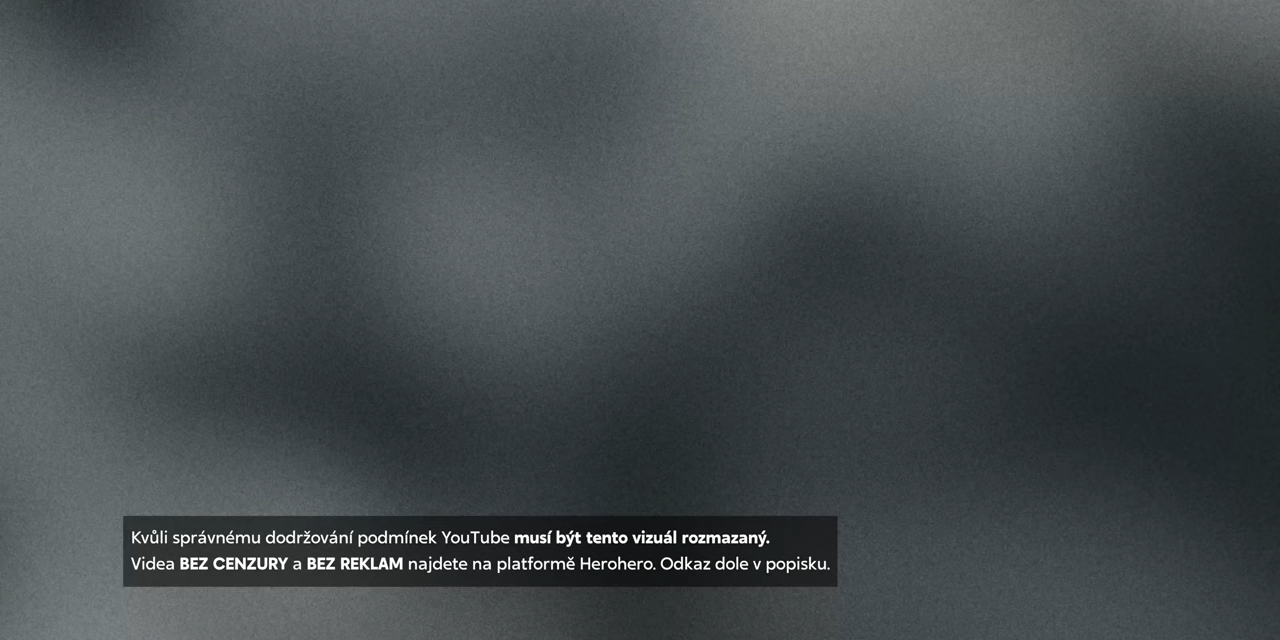 Kvůli správnému dodržování podmínek YouTube musí být tento vizuál rozmazaný.
Videa BEZ CENZURY a BEZ REKLAM najdete na platformě Herohero. Odkaz dole v popisku.